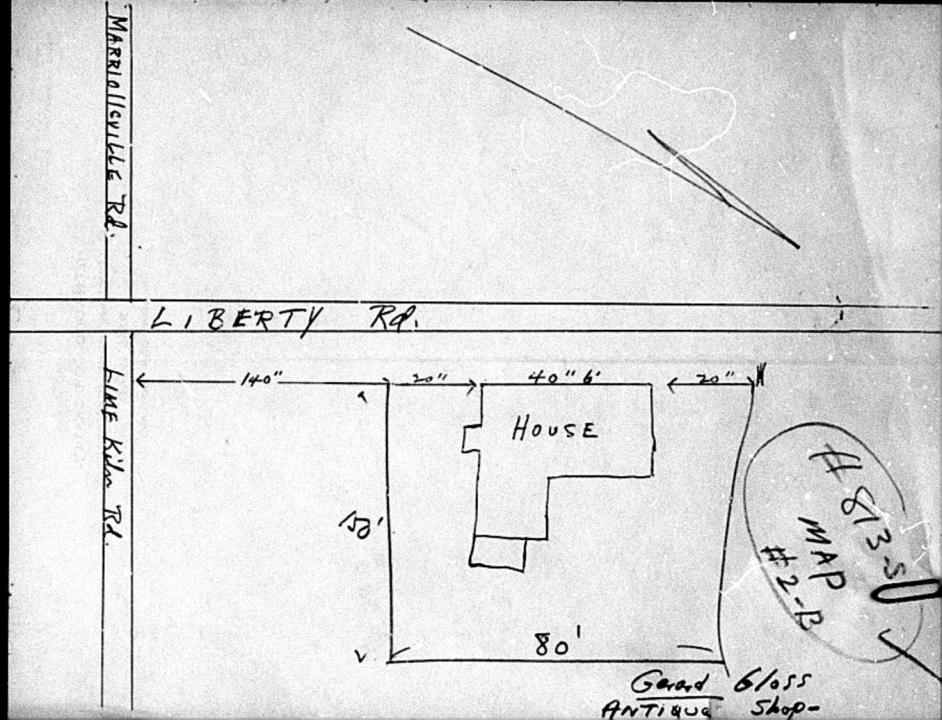 MARRIOTTSVILLE Rd.
LIBERTY Rd.
140"
20"
40" 6'
20"
HOUSE
LIME Kiln Rd.
80'
#813-S
MAP
#2-B
Gerard Gloss
ANTIQUE Shop-